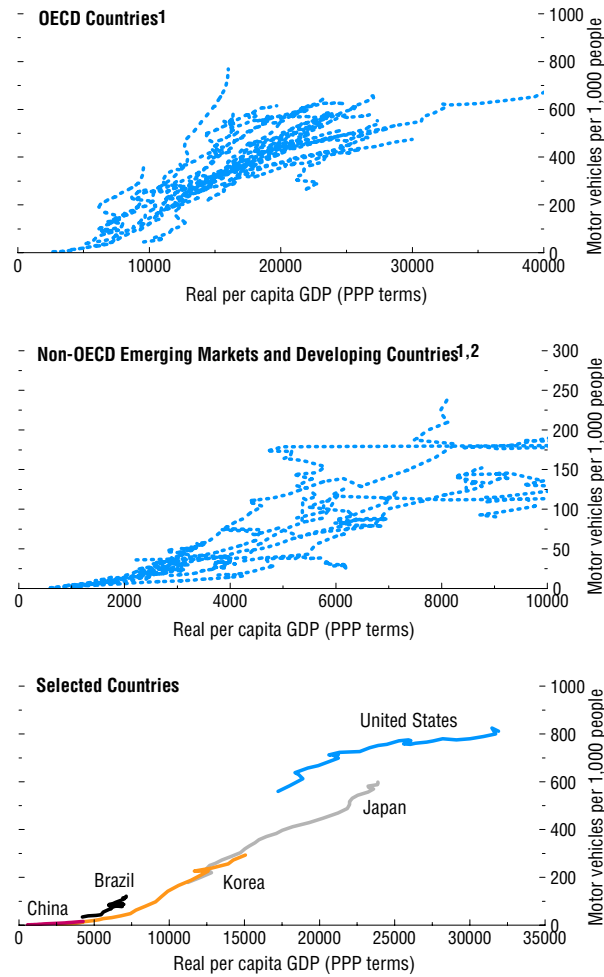 OECD Countries1
1000
800
600
400
200
0
Motor vehicles per 1,000 people
0 10000 20000 30000 40000
Real per capita GDP (PPP terms)
Non-OECD Emerging Markets and Developing Countries1,2
300
250
200
150
100
50
0
Motor vehicles per 1,000 people
0 2000 4000 6000 8000 10000
Real per capita GDP (PPP terms)
Selected Countries
1000
800
600
400
200
0
Motor vehicles per 1,000 people
United States
Japan
Korea
Brazil
China
0 5000 10000 15000 20000 25000 30000 35000
Real per capita GDP (PPP terms)